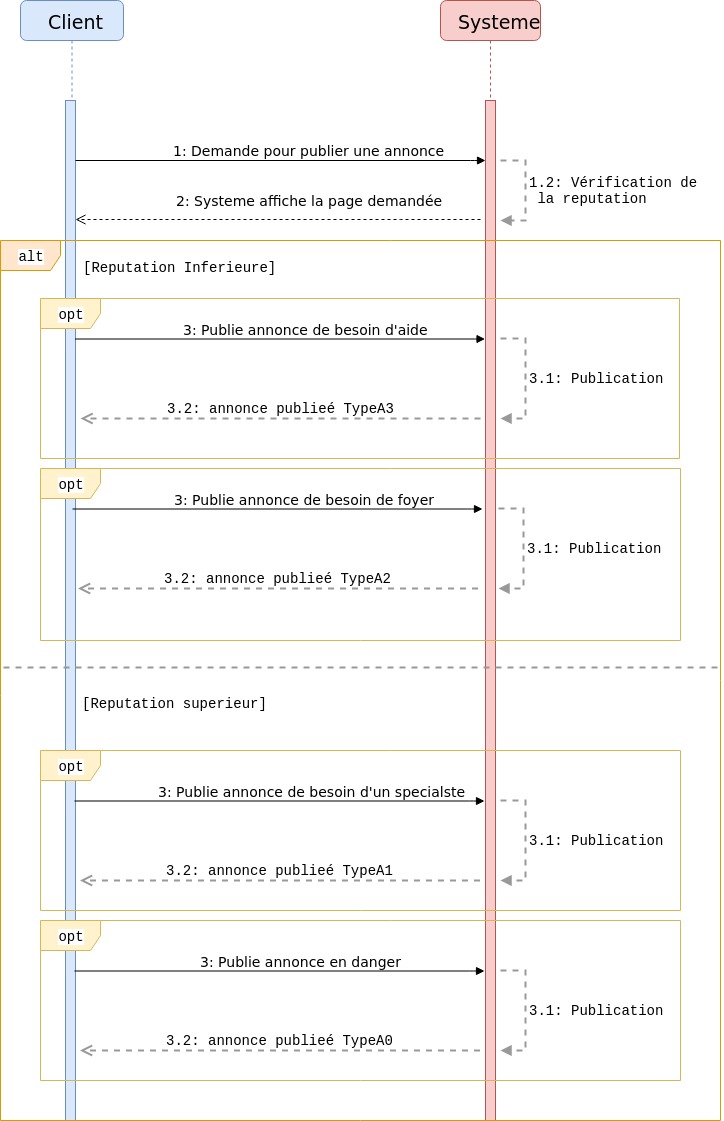 Client
Systeme
1: Demande pour publier une annonce
1.2: Vérification de
la reputation
2: Systeme affiche la page demandée
alt
[Reputation Inferieure]
opt
3: Publie annonce de besoin d'aide
3.1: Publication
3.2: annonce publieé TypeA3
opt
3: Publie annonce de besoin de foyer
3.1: Publication
3.2: annonce publieé TypeA2
[Reputation superieur]
opt
3: Publie annonce de besoin d'un specialste
3.1: Publication
3.2: annonce publieé TypeA1
opt
3: Publie annonce en danger
3.1: Publication
3.2: annonce publieé TypeA0